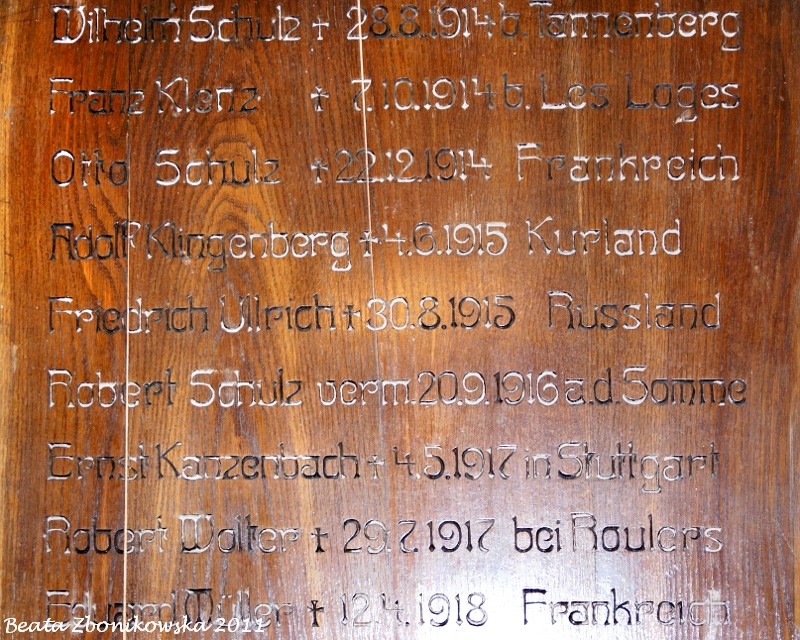 Wilhelm Schulz + 28.8.1914 b. Tannenberg
Franz Klenz + 7.10.1914 b. Les Loges
Otto Schulz + 22.12.1914 Frankreich
Adolf Klingenberg + 4.6.1915 Kurland
Friedrich Ullrich + 30.8.1915 Russland
Robert Schulz verm. 20.9.1916 a.d. Somme
Ernst Kanzenbach + 4.5.1917 in Stuttgart
Robert Wolter + 29.7.1917 bei Roulers
Eduard Müller + 12.4.1918 Frankreich
Beata Zbonikowska 2011